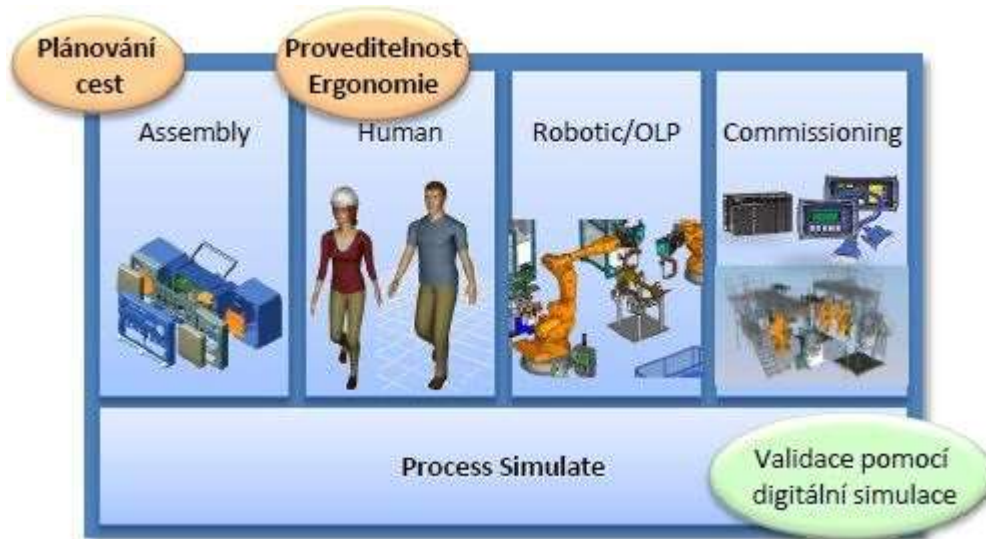 Plánování
cest
Proveditelnost
Ergonomie
Assembly
Human
Robotic/OLP
Commissioning
Process Simulate
Validace pomocí
digitální simulace